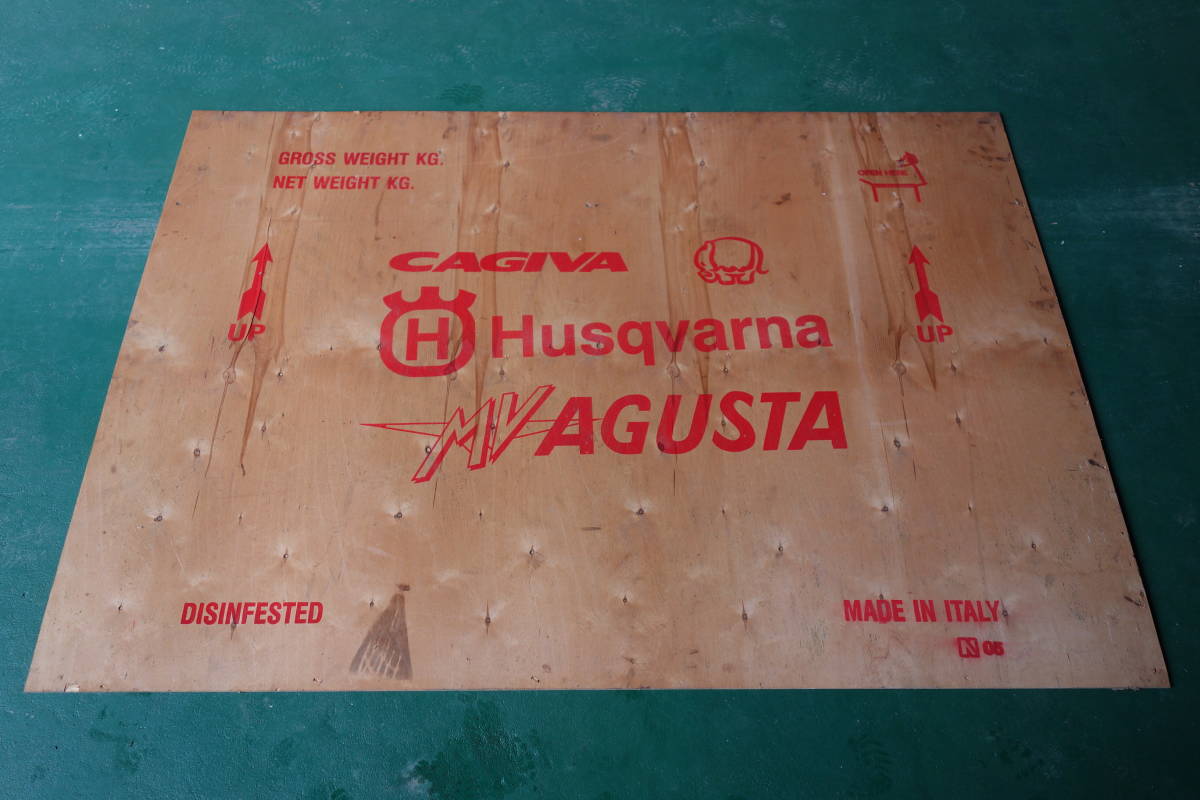 GROSS WEIGHT KG.
NET WEIGHT KG.
OPEN HERE
CAGIVA
UP
H Husqvarna
UP
MV AGUSTA
DISINFESTED
MADE IN ITALY
N 05